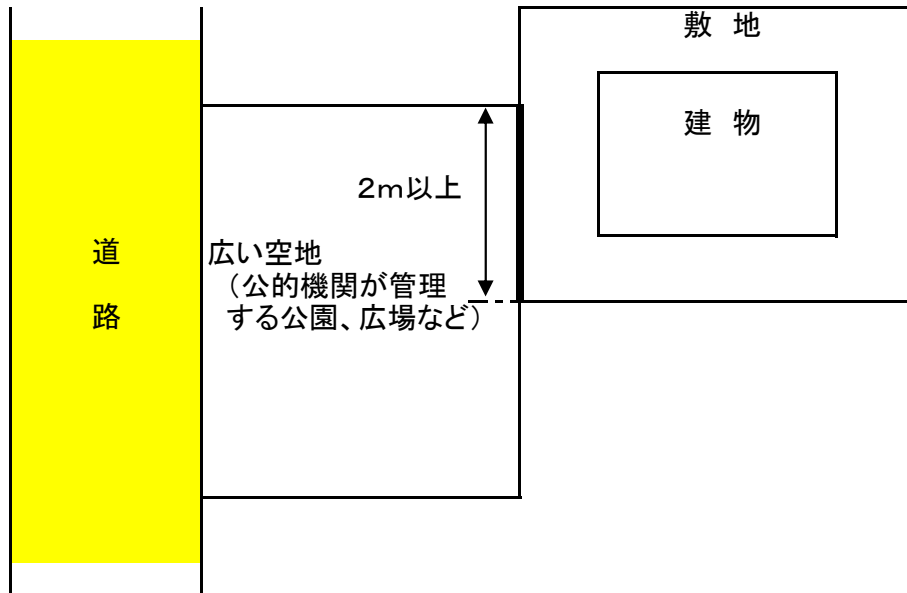 敷 地
建 物
2m以上
道
路
広い空地
（公的機関が管理
する公園、広場など）